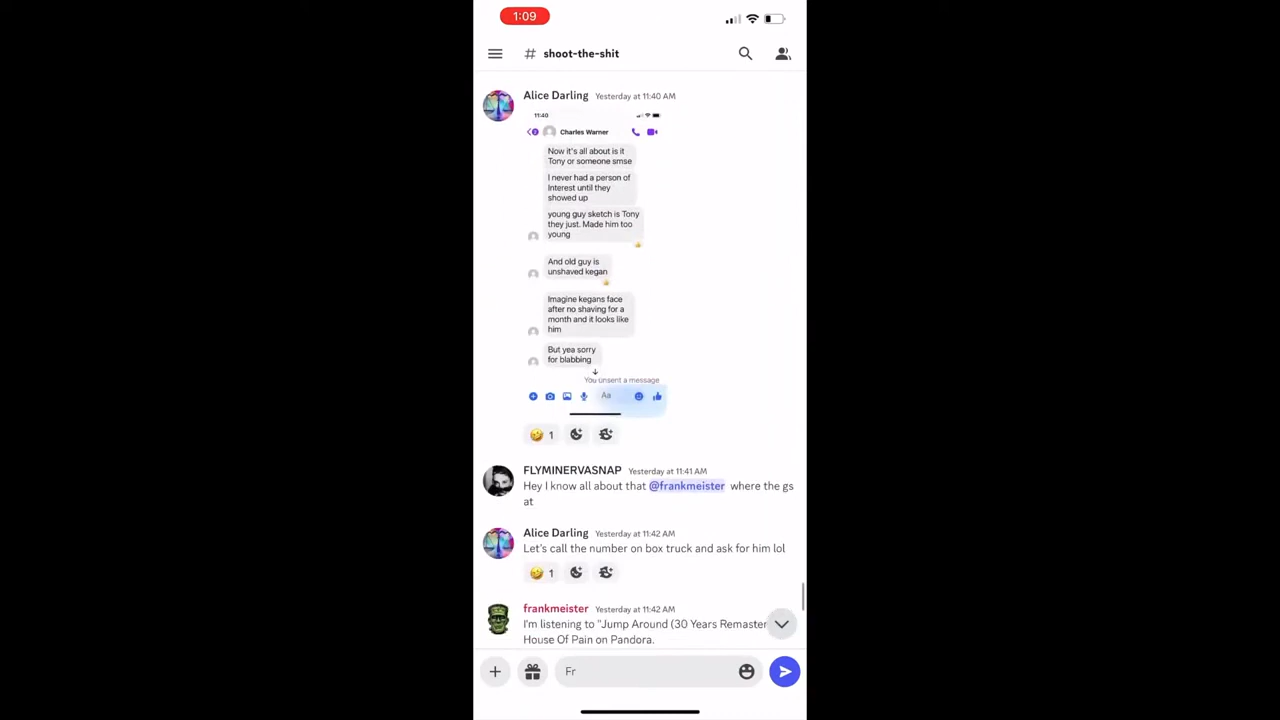 1:09
# shoot-the-shit
Alice Darling Yesterday at 11:40 AM
11:40
Charles Warner
Now it's all about is it
Tony or someone smse
I never had a person of
Interest until they
showed up
young guy sketch is Tony
they just. Made him too
young
And old guy is
unshaved kegan
Imagine kegans face
after no shaving for a
month and it looks like
him
But yea sorry
for blabbing
You unsent a message
Aa
1
FLYMINERVASNAP Yesterday at 11:41 AM
Hey I know all about that @frankmeister where the gs
at
Alice Darling Yesterday at 11:42 AM
Let's call the number on box truck and ask for him lol
1
frankmeister Yesterday at 11:42 AM
I'm listening to "Jump Around (30 Years Remaster
House Of Pain on Pandora.
Fr